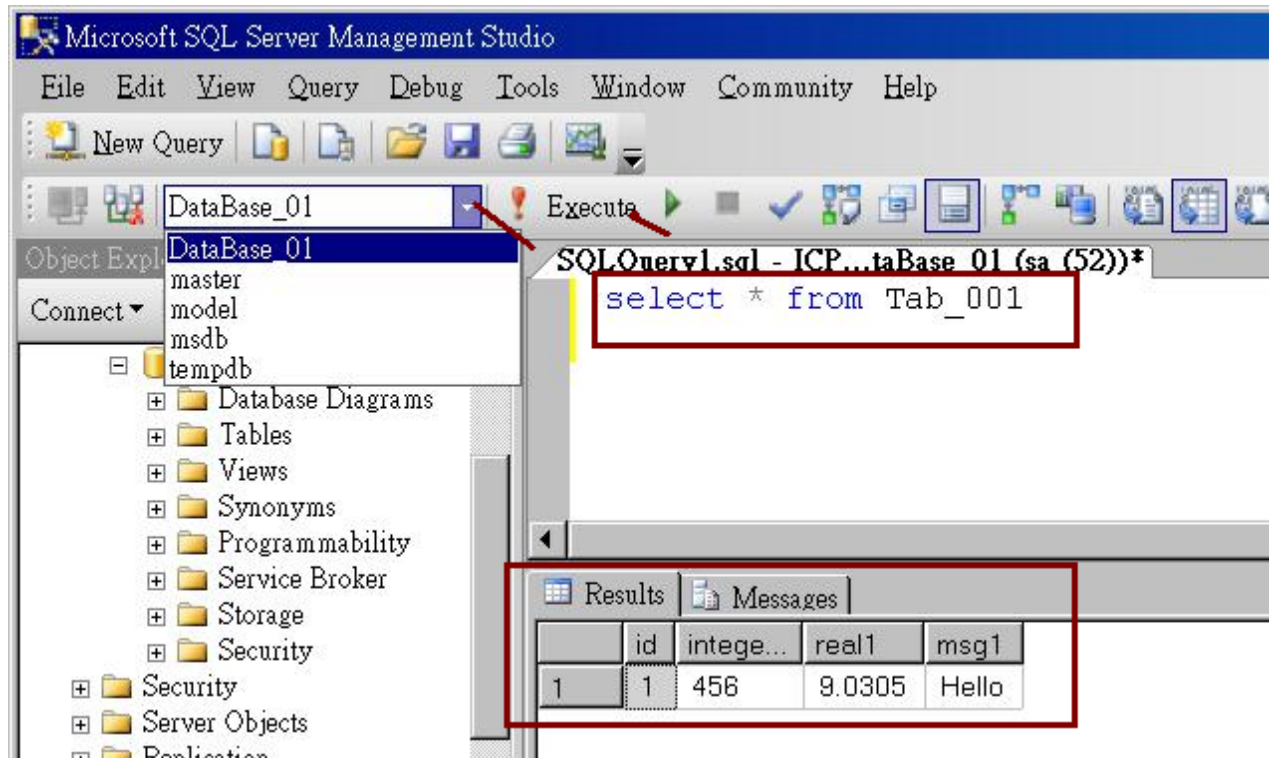 Microsoft SQL Server Management Studio
File Edit View Query Debug Tools Window Community Help
New Query
DataBase_01 Execute
DataBase_01
master
model
msdb
tempdb
Object Expl
Connect
SQLQuery1.sql - ICP...taBase_01 (sa (52))*
select * from Tab_001
Database Diagrams
Tables
Views
Synonyms
Programmability
Service Broker
Storage
Security
Security
Server Objects
Replication
Results Messages
id intege... real1 msg1
1 1 456 9.0305 Hello